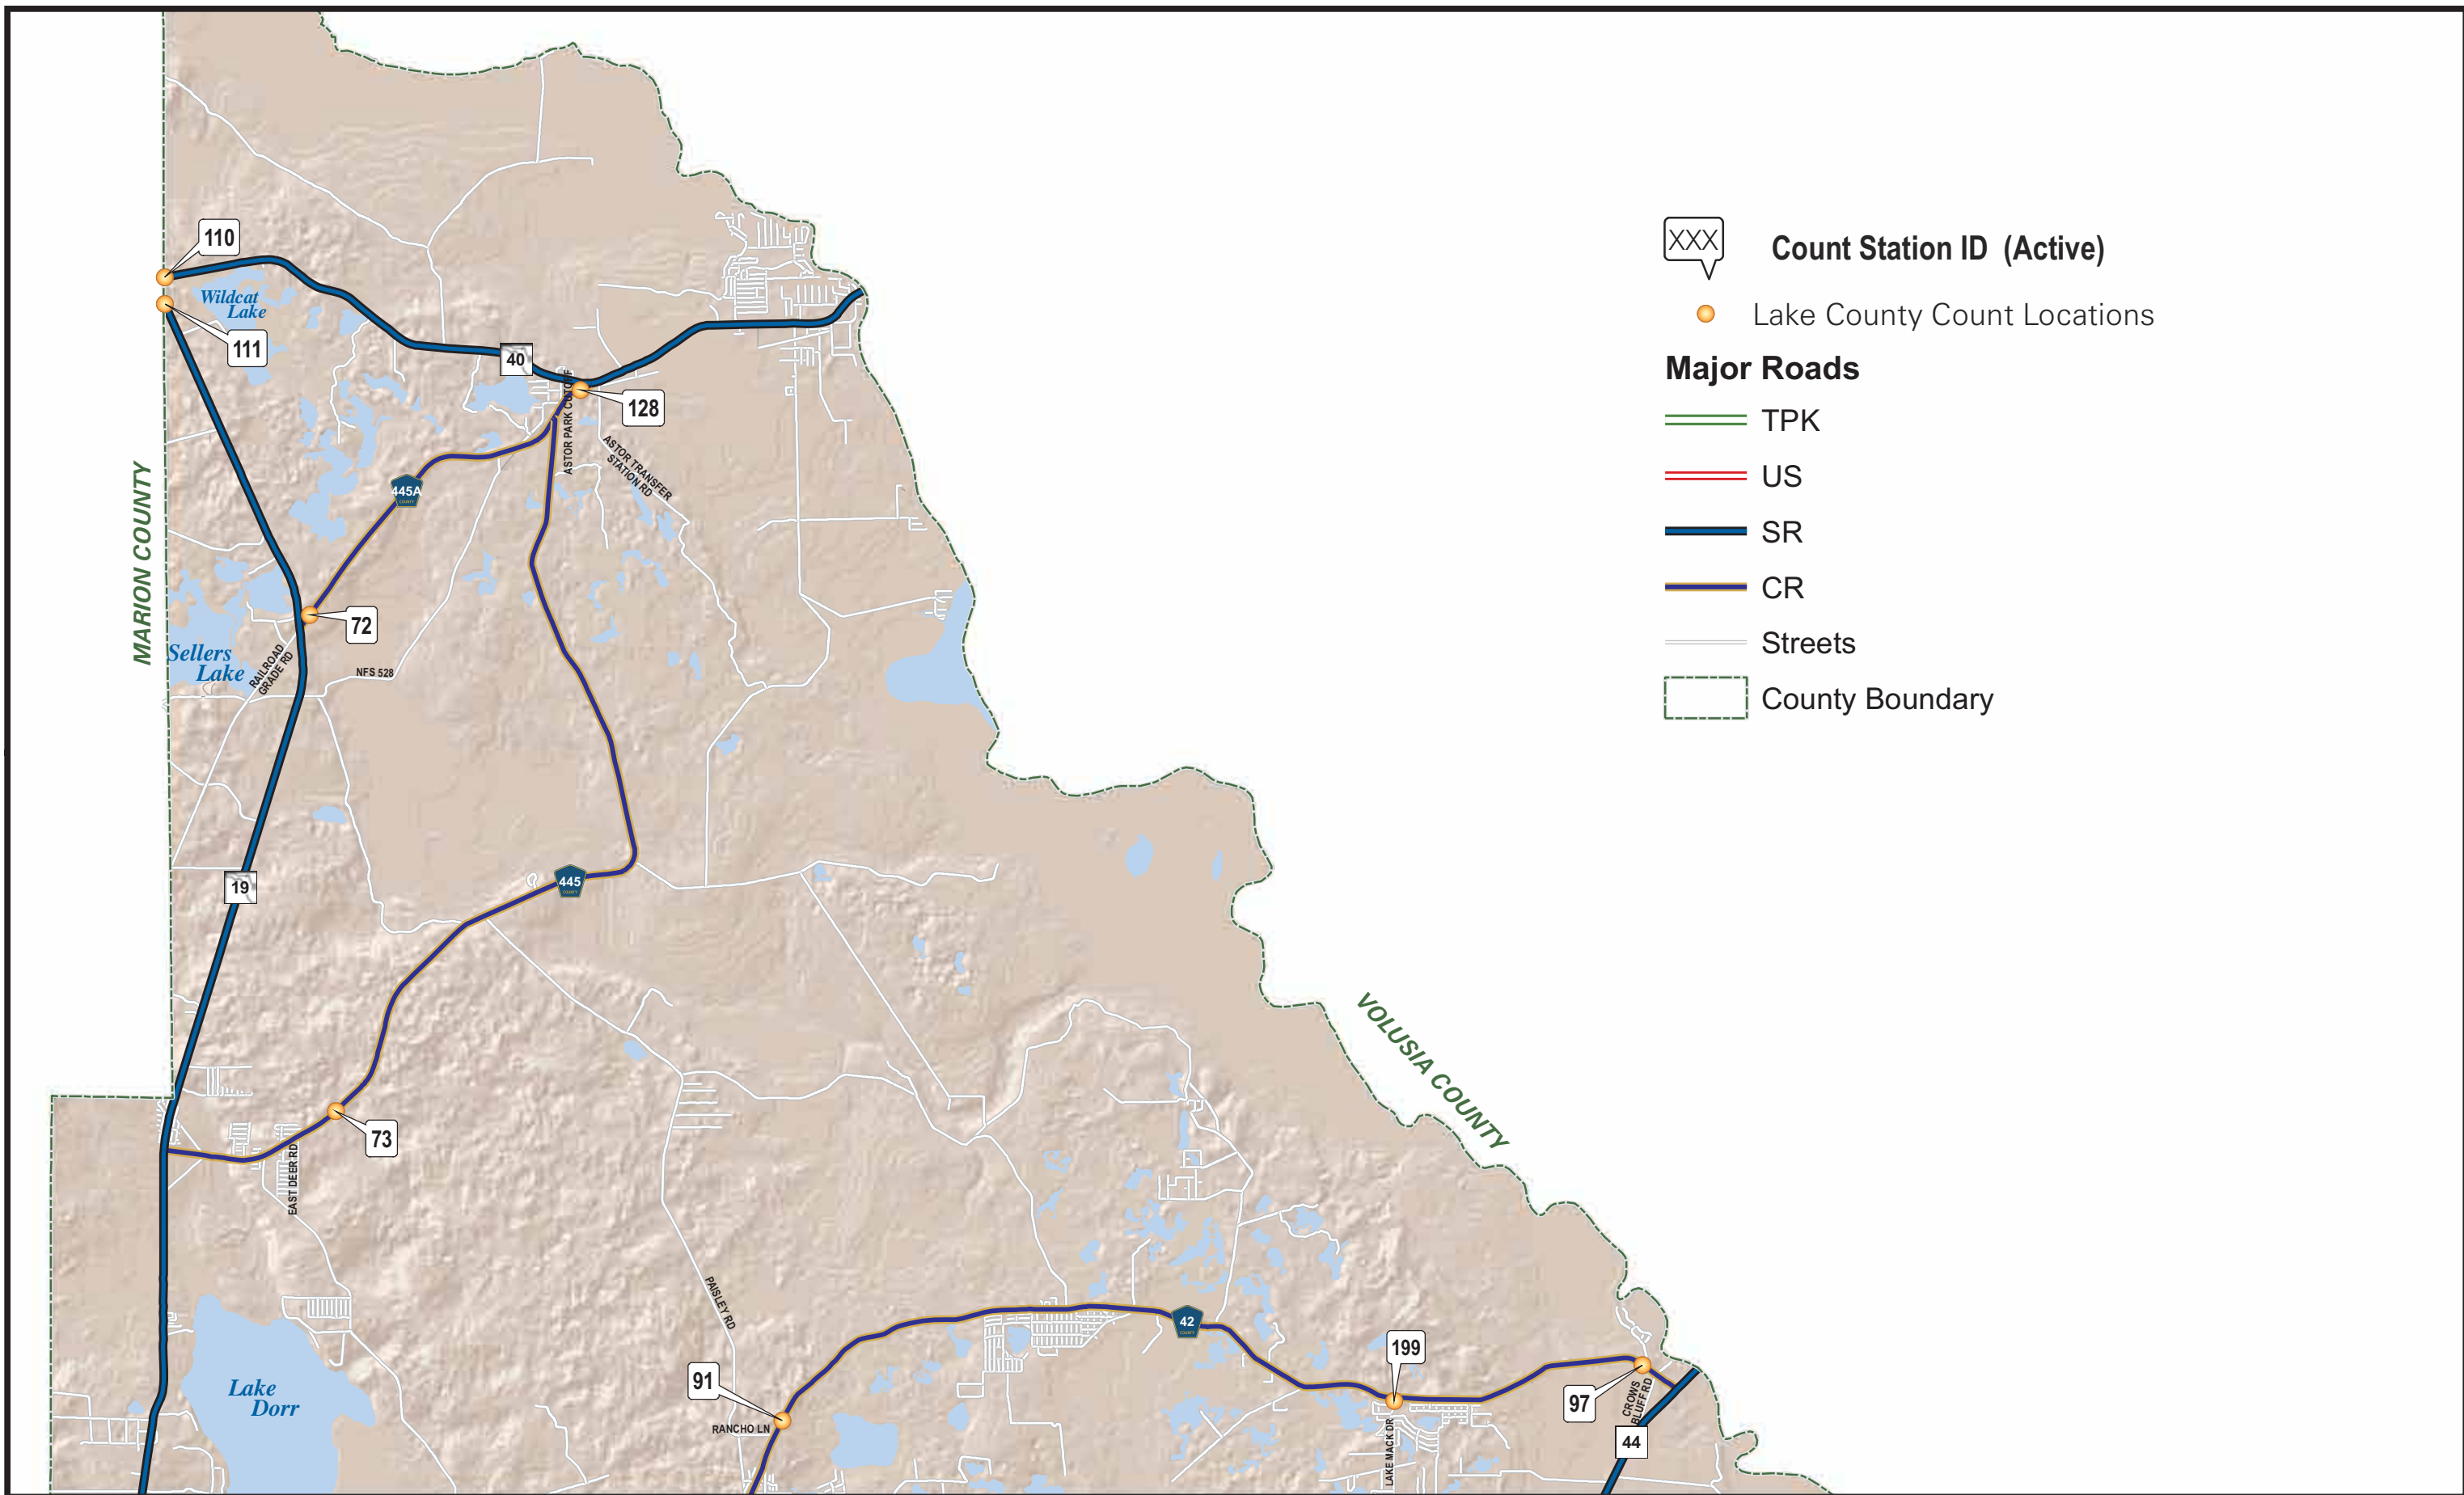 110
Wildcat
Lake
111
40
ASTOR PARK CUTOFF
128
ASTOR TRANSFER
STATION RD
445A
COUNTY
MARION COUNTY
72
Sellers
Lake
RAILROAD
GRADE RD
NFS 528
19
445
COUNTY
73
EAST DEER RD
VOLUSIA COUNTY
PAISLEY RD
42
COUNTY
199
91
97
CROWS
BLUFF RD
Lake
Dorr
RANCHO LN
LAKE MACK DR
44
XXX
Count Station ID (Active)
Lake County Count Locations
Major Roads
TPK
US
SR
CR
Streets
County Boundary